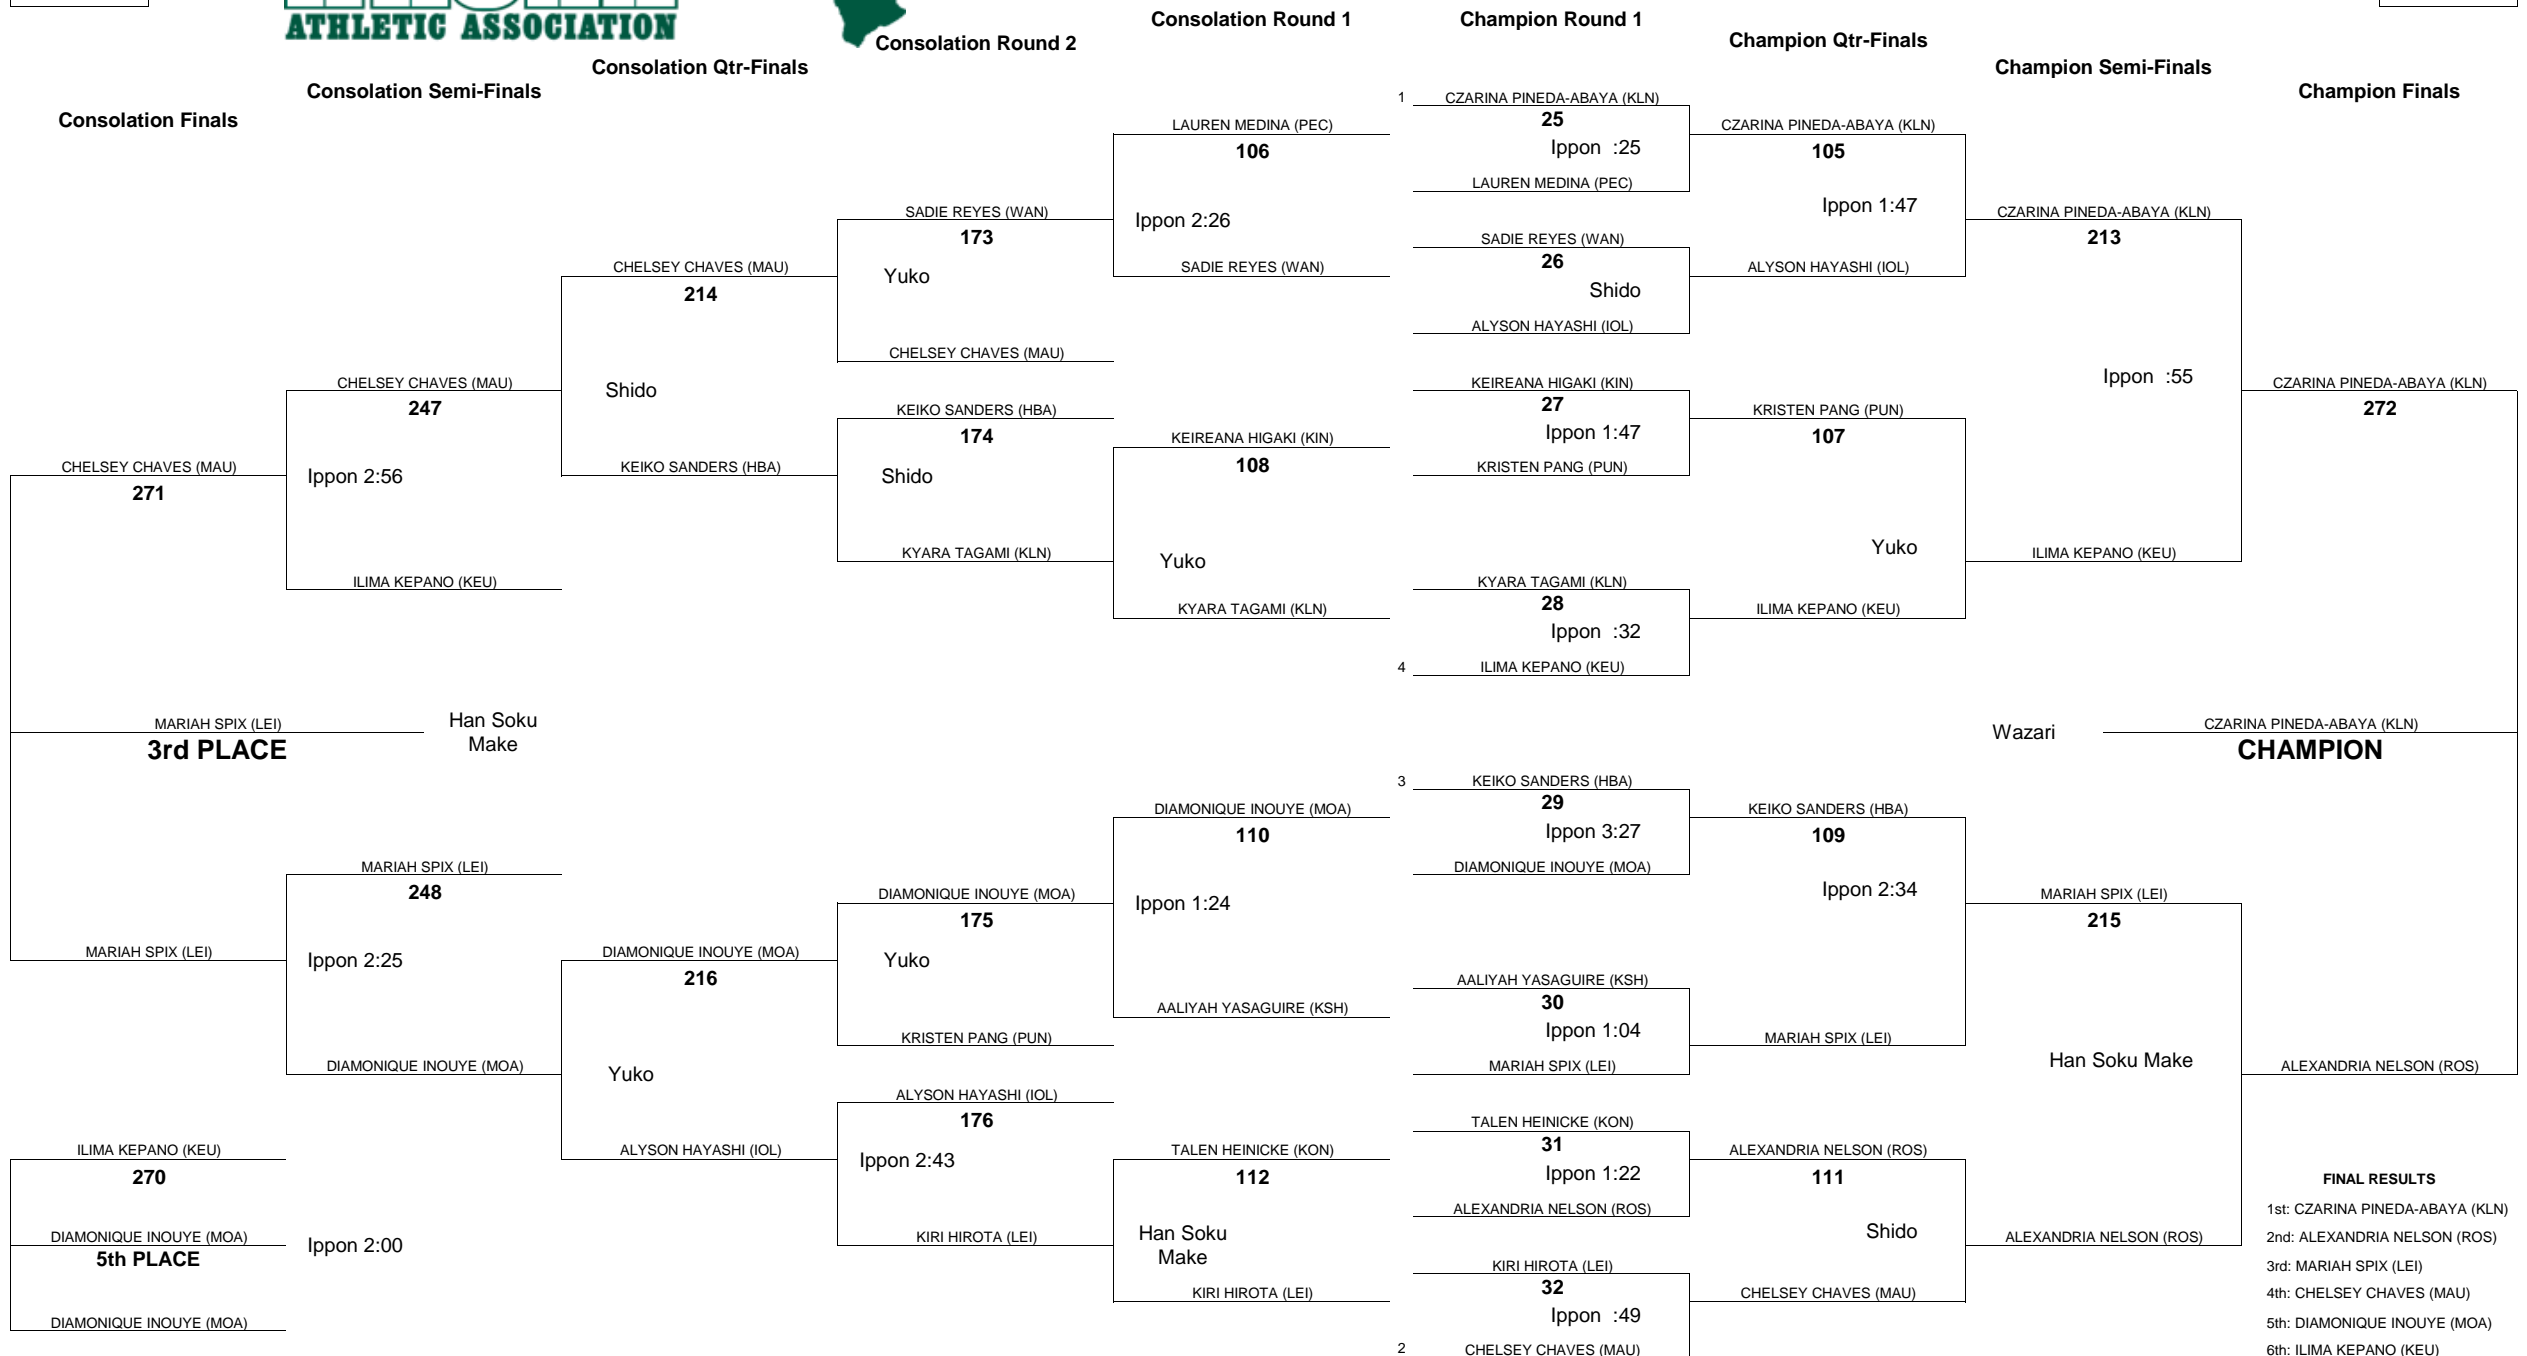 ATHLETIC ASSOCIATION
Consolation Finals
Consolation Semi-Finals
Consolation Qtr-Finals
Consolation Round 2
Consolation Round 1
Champion Round 1
Champion Qtr-Finals
Champion Semi-Finals
Champion Finals
CHELSEY CHAVES (MAU)
271
MARIAH SPIX (LEI)
3rd PLACE
Han Soku
Make
MARIAH SPIX (LEI)
ILIMA KEPANO (KEU)
270
DIAMONIQUE INOUYE (MOA)
5th PLACE
Ippon 2:00
DIAMONIQUE INOUYE (MOA)
CHELSEY CHAVES (MAU)
247
Ippon 2:56
ILIMA KEPANO (KEU)
MARIAH SPIX (LEI)
248
Ippon 2:25
DIAMONIQUE INOUYE (MOA)
CHELSEY CHAVES (MAU)
214
Shido
KEIKO SANDERS (HBA)
DIAMONIQUE INOUYE (MOA)
216
Yuko
ALYSON HAYASHI (IOL)
SADIE REYES (WAN)
173
Yuko
CHELSEY CHAVES (MAU)
KEIKO SANDERS (HBA)
174
Shido
KYARA TAGAMI (KLN)
DIAMONIQUE INOUYE (MOA)
175
Yuko
KRISTEN PANG (PUN)
ALYSON HAYASHI (IOL)
176
Ippon 2:43
KIRI HIROTA (LEI)
LAUREN MEDINA (PEC)
106
Ippon 2:26
SADIE REYES (WAN)
KEIREANA HIGAKI (KIN)
108
Yuko
KYARA TAGAMI (KLN)
DIAMONIQUE INOUYE (MOA)
110
Ippon 1:24
AALIYAH YASAGUIRE (KSH)
TALEN HEINICKE (KON)
112
Han Soku
Make
KIRI HIROTA (LEI)
1 CZARINA PINEDA-ABAYA (KLN)
25
Ippon :25
LAUREN MEDINA (PEC)
SADIE REYES (WAN)
26
Shido
ALYSON HAYASHI (IOL)
KEIREANA HIGAKI (KIN)
27
Ippon 1:47
KRISTEN PANG (PUN)
KYARA TAGAMI (KLN)
28
Ippon :32
4 ILIMA KEPANO (KEU)
3 KEIKO SANDERS (HBA)
29
Ippon 3:27
DIAMONIQUE INOUYE (MOA)
AALIYAH YASAGUIRE (KSH)
30
Ippon 1:04
MARIAH SPIX (LEI)
TALEN HEINICKE (KON)
31
Ippon 1:22
ALEXANDRIA NELSON (ROS)
KIRI HIROTA (LEI)
32
Ippon :49
2 CHELSEY CHAVES (MAU)
CZARINA PINEDA-ABAYA (KLN)
105
Ippon 1:47
ALYSON HAYASHI (IOL)
KRISTEN PANG (PUN)
107
Yuko
ILIMA KEPANO (KEU)
KEIKO SANDERS (HBA)
109
Ippon 2:34
MARIAH SPIX (LEI)
ALEXANDRIA NELSON (ROS)
111
Shido
CHELSEY CHAVES (MAU)
CZARINA PINEDA-ABAYA (KLN)
213
Ippon :55
ILIMA KEPANO (KEU)
MARIAH SPIX (LEI)
215
Han Soku Make
ALEXANDRIA NELSON (ROS)
CZARINA PINEDA-ABAYA (KLN)
272
Wazari
CZARINA PINEDA-ABAYA (KLN)
CHAMPION
ALEXANDRIA NELSON (ROS)
FINAL RESULTS
1st: CZARINA PINEDA-ABAYA (KLN)
2nd: ALEXANDRIA NELSON (ROS)
3rd: MARIAH SPIX (LEI)
4th: CHELSEY CHAVES (MAU)
5th: DIAMONIQUE INOUYE (MOA)
6th: ILIMA KEPANO (KEU)